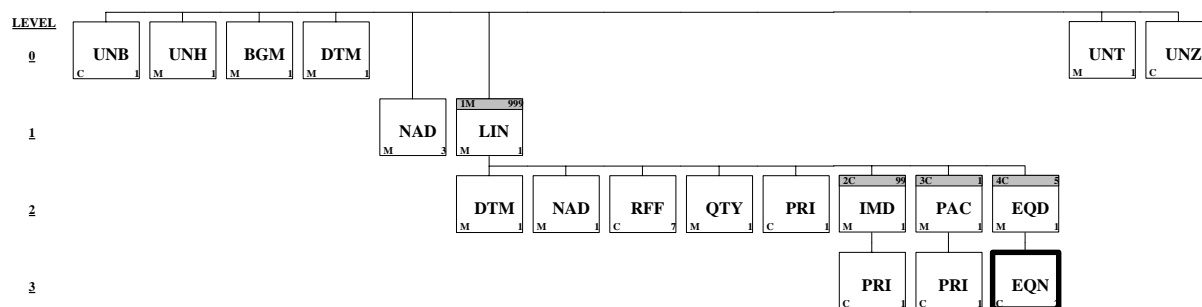 LEVEL
0
UNB UNH BGM DTM UNT UNZ
C 1 M 1 M 1 M 1 M 1 C
1M 999
1
NAD LIN
M 3 M 1
2C 99 3C 1 4C 5
2
DTM NAD RFF QTY PRI IMD PAC EQD
M 1 M 1 C 7 M 1 C 1 M 1 M 1 M 1
3
PRI PRI EQN
C 1 C 1 C